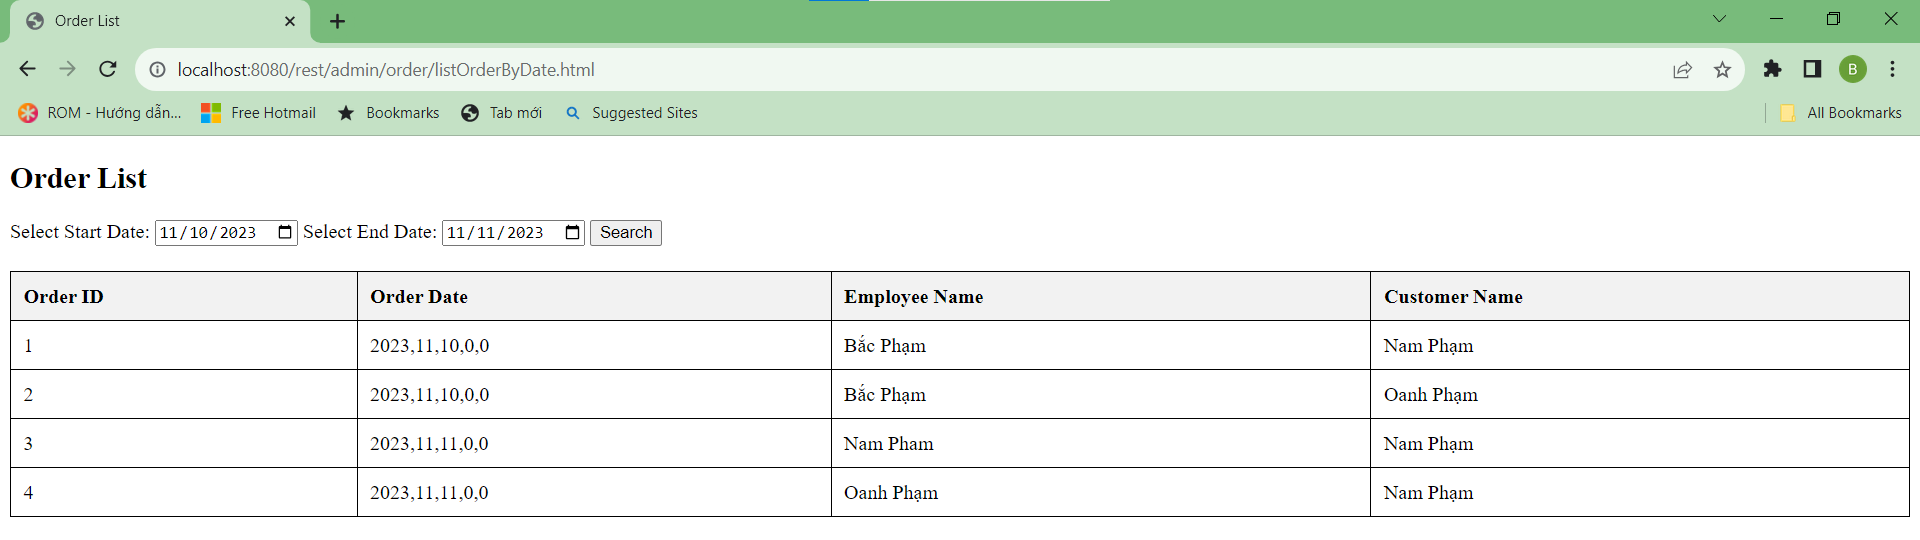 Order List
localhost:8080/rest/admin/order/listOrderByDate.html
B
ROM - Hướng dẫn... Free Hotmail Bookmarks Tab mới Suggested Sites All Bookmarks
Order List
Select Start Date: 11/10/2023 Select End Date: 11/11/2023 Search
Order ID Order Date Employee Name Customer Name
1 2023,11,10,0,0 Bắc Phạm Nam Phạm
2 2023,11,10,0,0 Bắc Phạm Oanh Phạm
3 2023,11,11,0,0 Nam Pham Nam Phạm
4 2023,11,11,0,0 Oanh Phạm Nam Phạm